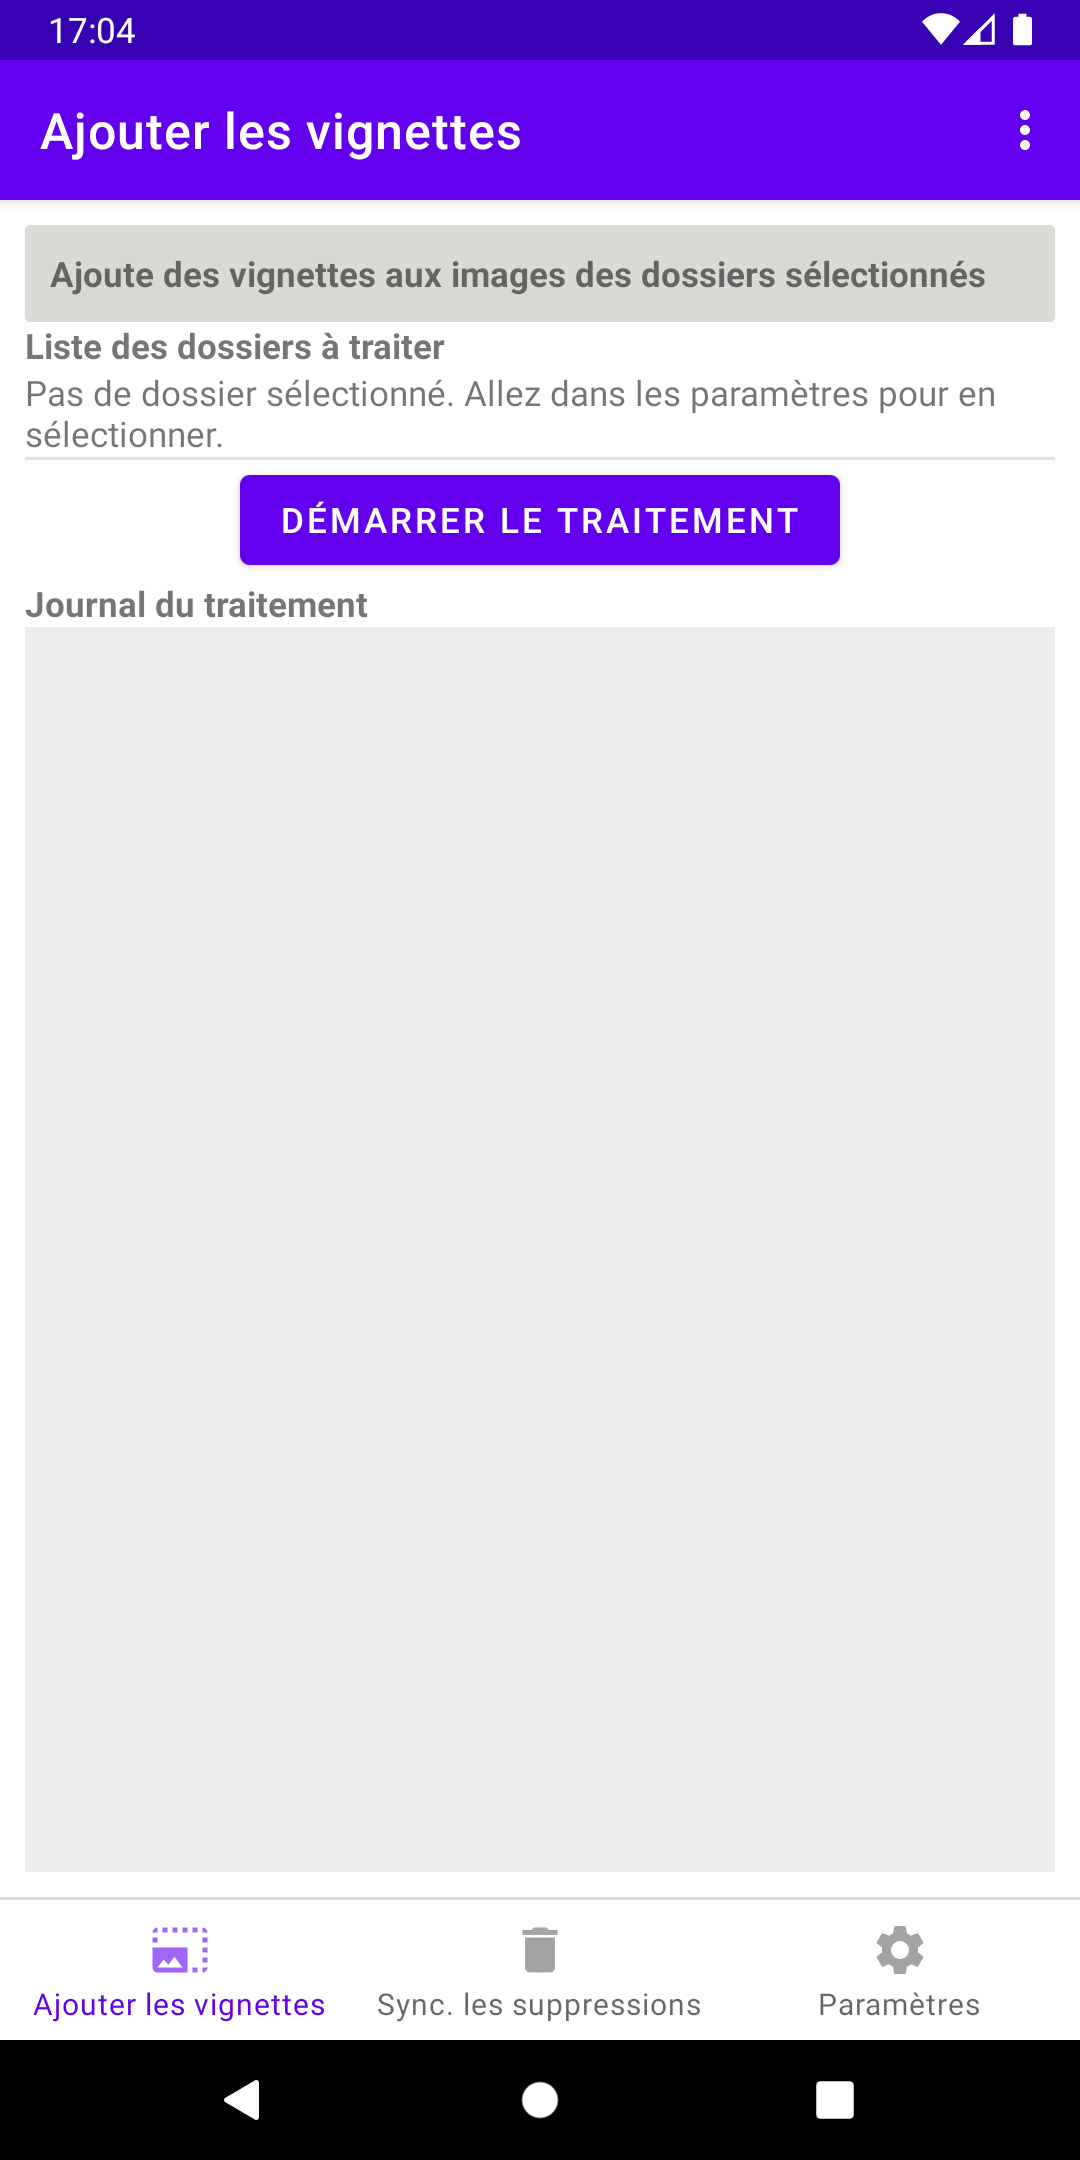 17:04
Ajouter les vignettes
Ajoute des vignettes aux images des dossiers sélectionnés
Liste des dossiers à traiter
Pas de dossier sélectionné. Allez dans les paramètres pour en
sélectionner.
DÉMARRER LE TRAITEMENT
Journal du traitement
Ajouter les vignettes
Sync. les suppressions
Paramètres